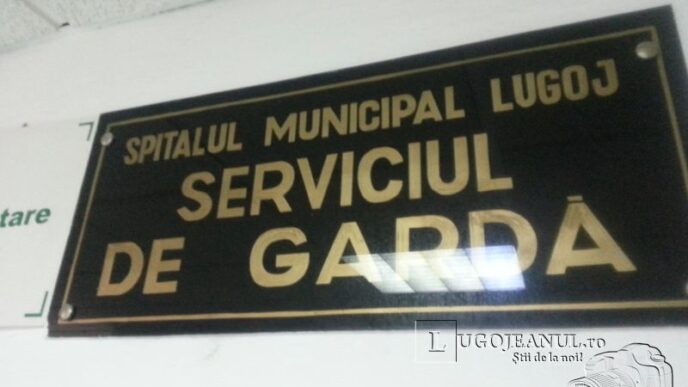 SPITALUL MUNICIPAL LUGOJ
SERVICIUL
DE GARDĂ
tare
LUGOJEANUL.ro
Știi de la noi!